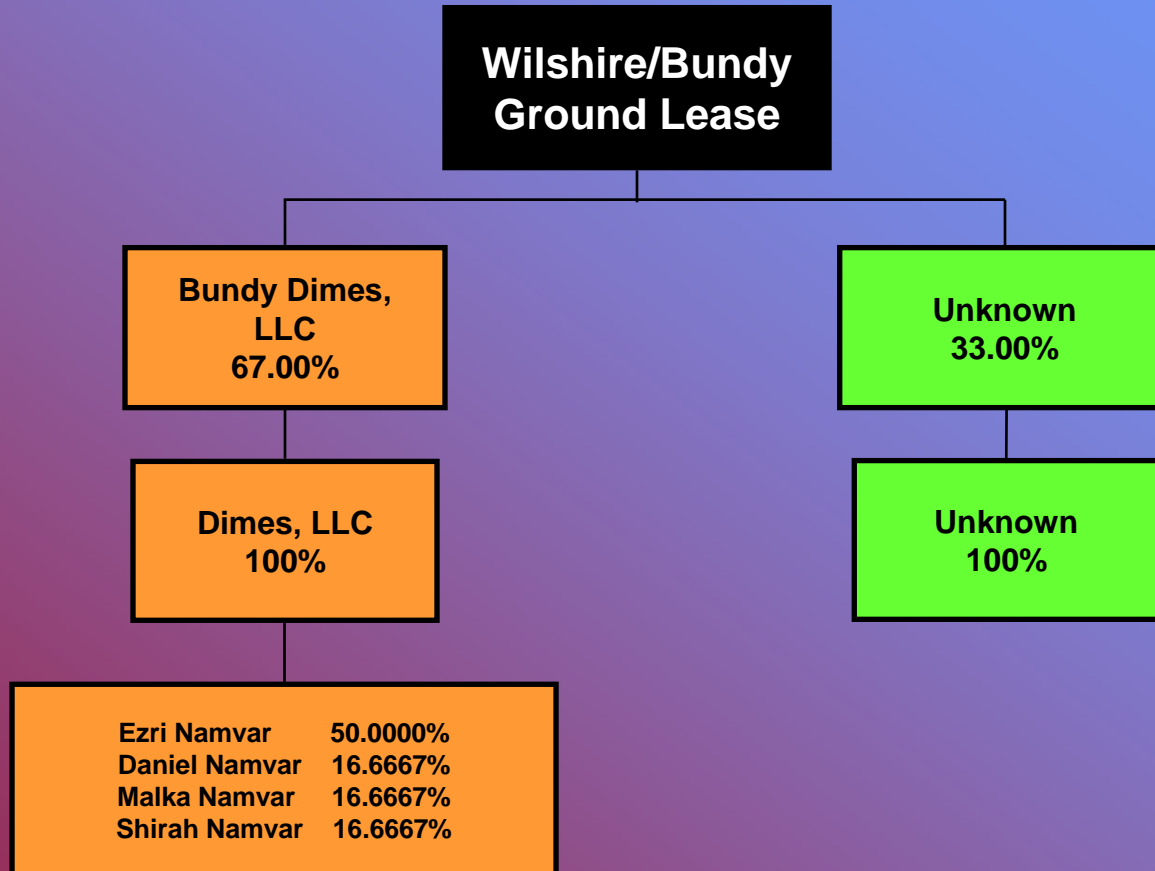 Wilshire/Bundy
Ground Lease
Bundy Dimes,
LLC
67.00%
Unknown
33.00%
Dimes, LLC
100%
Unknown
100%
Ezri Namvar 50.0000%
Daniel Namvar 16.6667%
Malka Namvar 16.6667%
Shirah Namvar 16.6667%